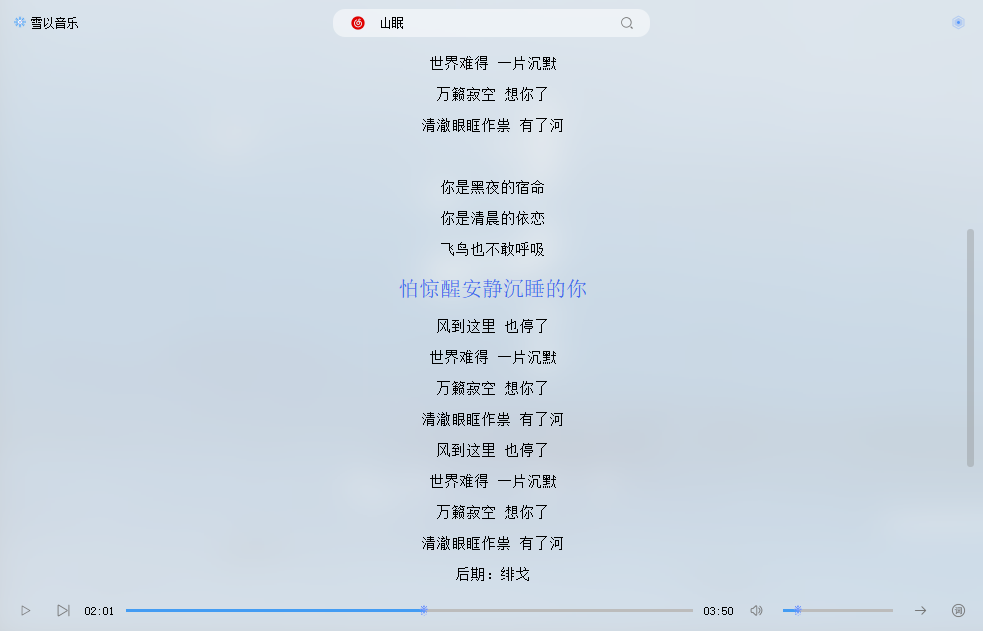 雪以音乐
山眠
世界难得 一片沉默
万籁寂空 想你了
清澈眼眶作祟 有了河
你是黑夜的宿命
你是清晨的依恋
飞鸟也不敢呼吸
怕惊醒安静沉睡的你
风到这里 也停了
世界难得 一片沉默
万籁寂空 想你了
清澈眼眶作祟 有了河
风到这里 也停了
世界难得 一片沉默
万籁寂空 想你了
清澈眼眶作祟 有了河
后期：绯戈
02:01
03:50
词